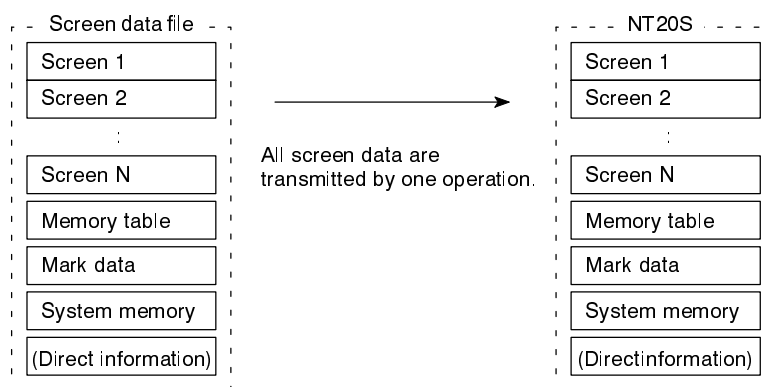 Screen data file
Screen 1
Screen 2
:
Screen N
Memory table
Mark data
System memory
(Direct information)
All screen data are
transmitted by one operation.
NT20S
Screen 1
Screen 2
:
Screen N
Memory table
Mark data
System memory
(Directinformation)